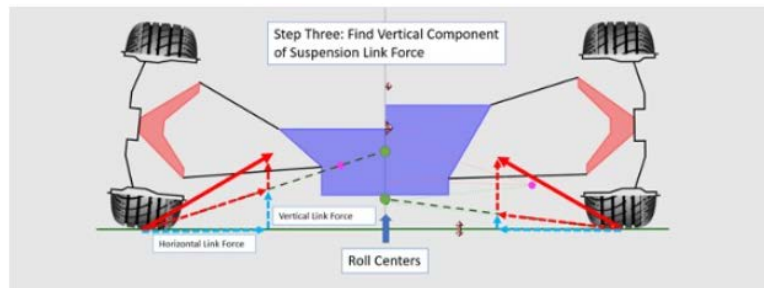 Step Three: Find Vertical Component
of Suspension Link Force
Vertical Link Force
Horizontal Link Force
Roll Centers